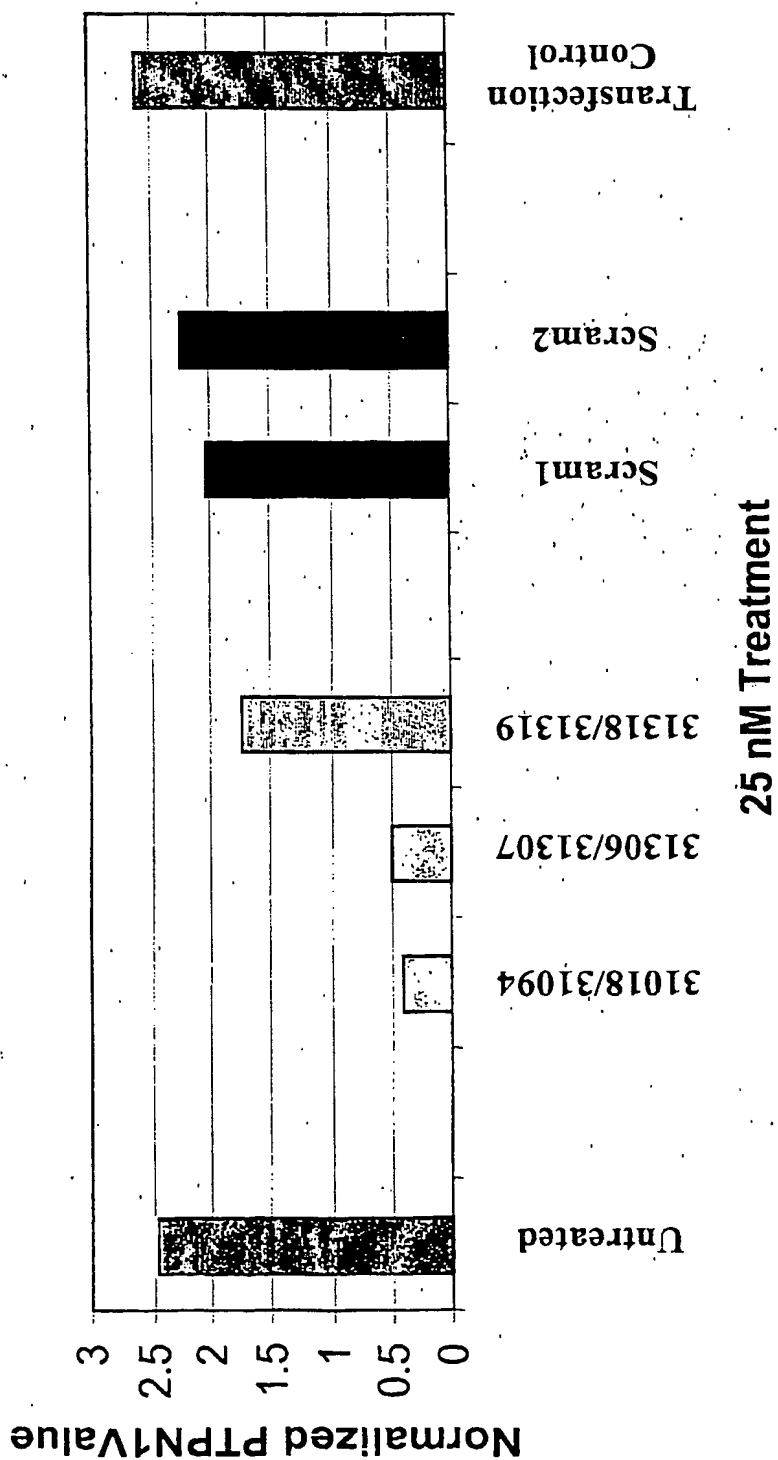 Normalized PTPN1Value
3
2.5
2
1.5
1
0.5
0
Untreated
31018/31094
31306/31307
31318/31319
Scram1
Scram2
Transfection
Control
25 nM Treatment